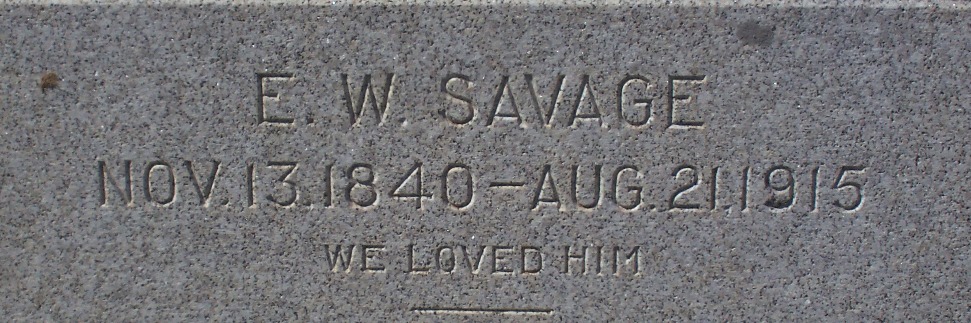 E. W. SAVAGE
NOV. 13. 1840 – AUG. 21. 1915
WE LOVED HIM